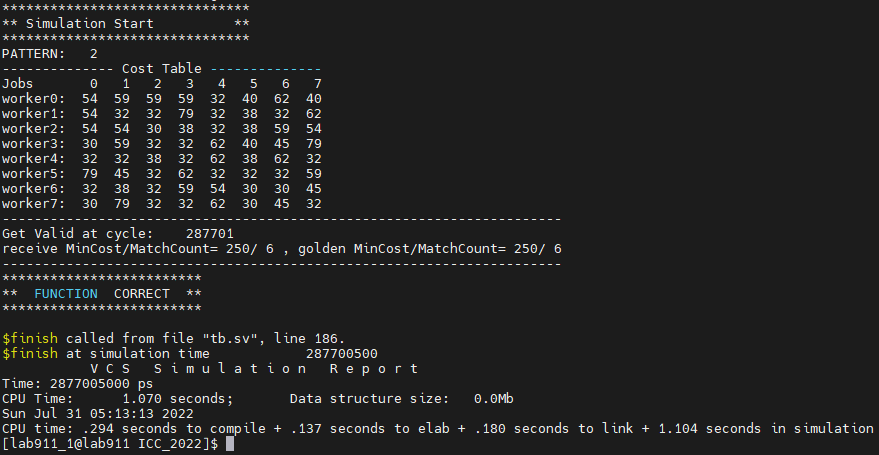 *******************************
** Simulation Start          **
*******************************
PATTERN:   2
-------------- Cost Table --------------
Jobs       0   1   2   3   4   5   6   7
worker0:  54  59  59  59  32  40  62  40
worker1:  54  32  32  79  32  38  32  62
worker2:  54  54  30  38  32  38  59  54
worker3:  30  59  32  32  62  40  45  79
worker4:  32  32  38  32  62  38  62  32
worker5:  79  45  32  62  32  32  32  59
worker6:  32  38  32  59  54  30  30  45
worker7:  30  79  32  32  62  30  45  32
----------------------------------------------------------------------
Get Valid at cycle:    287701
receive MinCost/MatchCount= 250/ 6 , golden MinCost/MatchCount= 250/ 6
----------------------------------------------------------------------
*************************
**  FUNCTION  CORRECT  **
*************************
$finish called from file "tb.sv", line 186.
$finish at simulation time            287700500
           V C S   S i m u l a t i o n   R e p o r t
Time: 2877005000 ps
CPU Time:      1.070 seconds;       Data structure size:   0.0Mb
Sun Jul 31 05:13:13 2022
CPU time: .294 seconds to compile + .137 seconds to elab + .180 seconds to link + 1.104 seconds in simulation
[lab911_1@lab911 ICC_2022]$